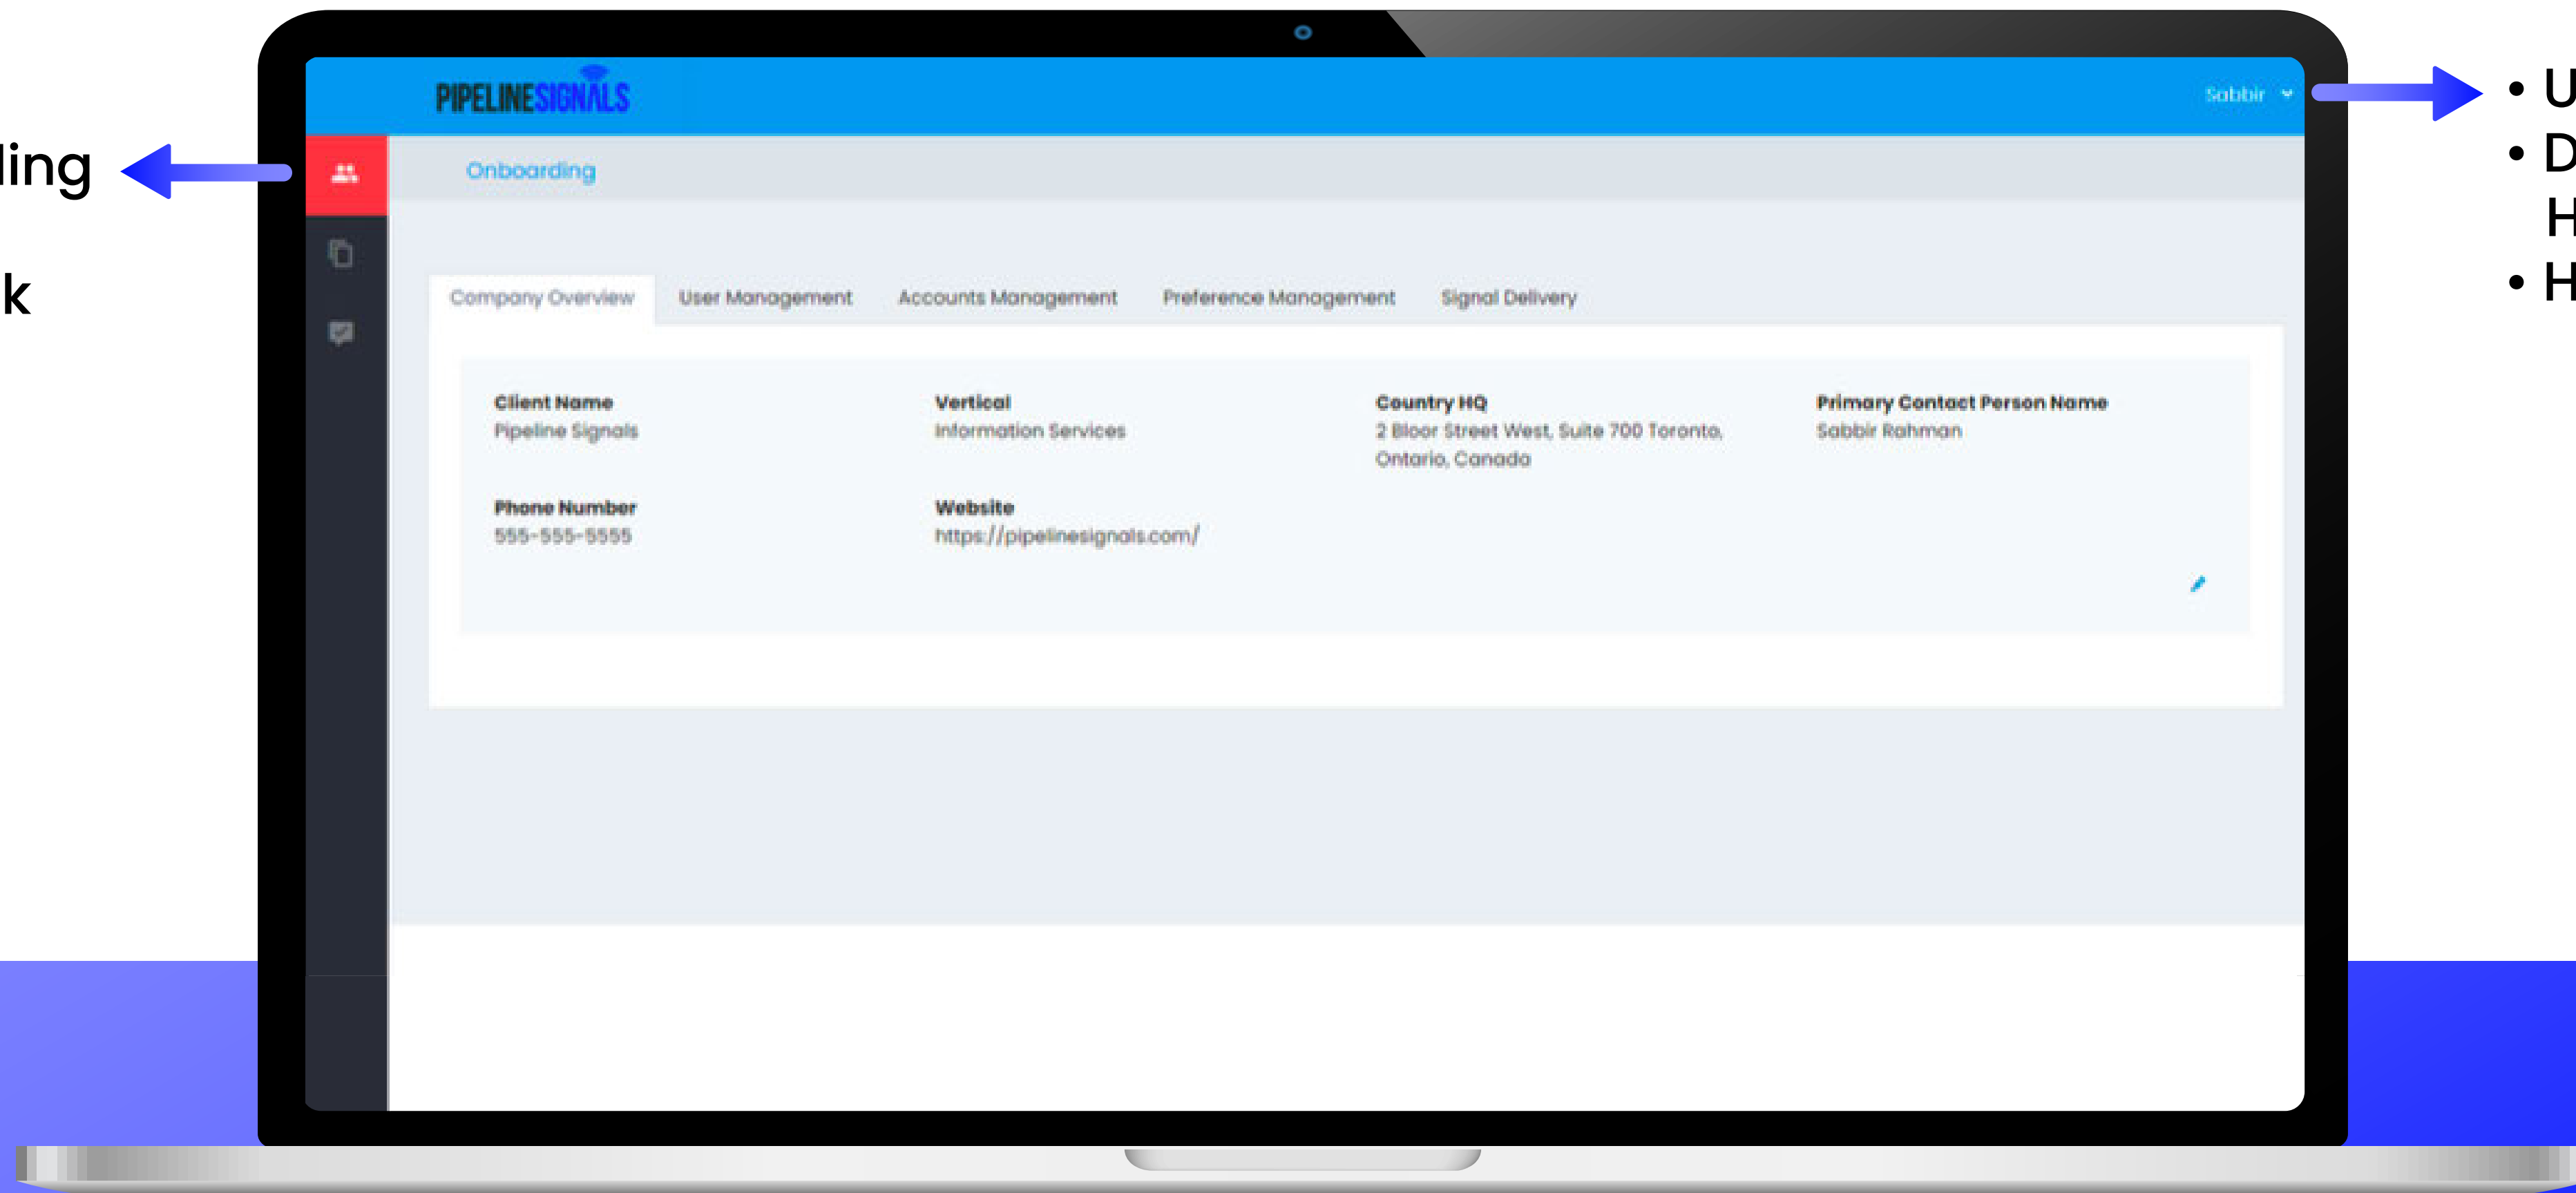 PIPELINESIGNALS
Sabbir
Onboarding
ding
k
• U
• D
H
• H
Company Overview
User Management
Accounts Management
Preference Management
Signal Delivery
Client Name
Pipeline Signals
Vertical
Information Services
Country HQ
2 Bloor Street West, Suite 700 Toronto,
Ontario, Canada
Primary Contact Person Name
Sabbir Rahman
Phone Number
555-555-5555
Website
https://pipelinesignals.com/